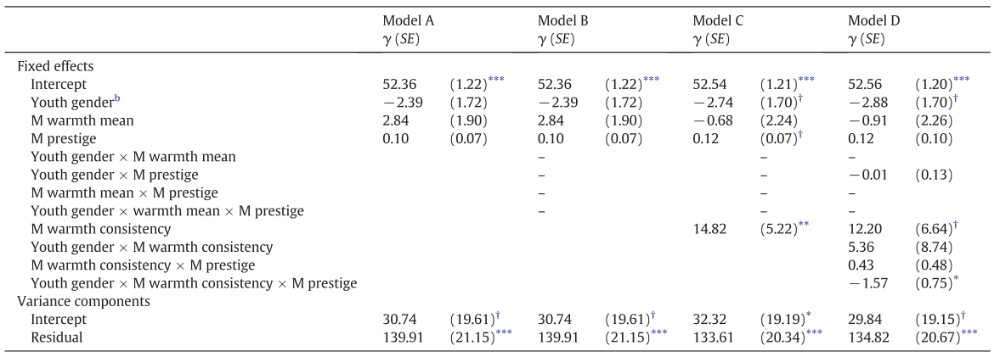 Model A Model B Model C Model D
γ (SE) γ (SE) γ (SE) γ (SE)
Fixed effects
Intercept 52.36 (1.22)*** 52.36 (1.22)*** 52.54 (1.21)*** 52.56 (1.20)***
Youth genderb −2.39 (1.72) −2.39 (1.72) −2.74 (1.70)† −2.88 (1.70)†
M warmth mean 2.84 (1.90) 2.84 (1.90) −0.68 (2.24) −0.91 (2.26)
M prestige 0.10 (0.07) 0.10 (0.07) 0.12 (0.07)† 0.12 (0.10)
Youth gender × M warmth mean – – –
Youth gender × M prestige – – −0.01 (0.13)
M warmth mean × M prestige – – –
Youth gender × warmth mean × M prestige – – –
M warmth consistency 14.82 (5.22)** 12.20 (6.64)†
Youth gender × M warmth consistency 5.36 (8.74)
M warmth consistency × M prestige 0.43 (0.48)
Youth gender × M warmth consistency × M prestige −1.57 (0.75)*
Variance components
Intercept 30.74 (19.61)† 30.74 (19.61)† 32.32 (19.19)* 29.84 (19.15)†
Residual 139.91 (21.15)*** 139.91 (21.15)*** 133.61 (20.34)*** 134.82 (20.67)***